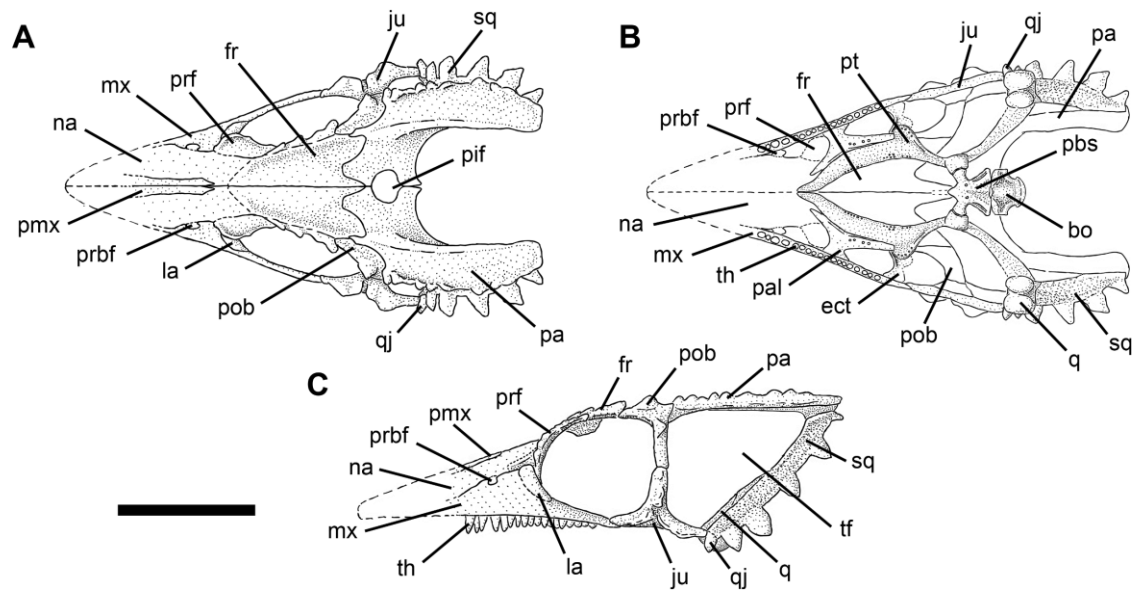 A
B
ju
sq
fr
prf
mx
na
pif
pmx
prbf
la
pob
qj
pa
ju
qj
pa
pt
fr
prf
prbf
pbs
na
bo
mx
th
pal
ect
pob
q
sq
C
fr
pob
pa
prf
pmx
prbf
na
sq
mx
tf
th
la
ju
qj
q